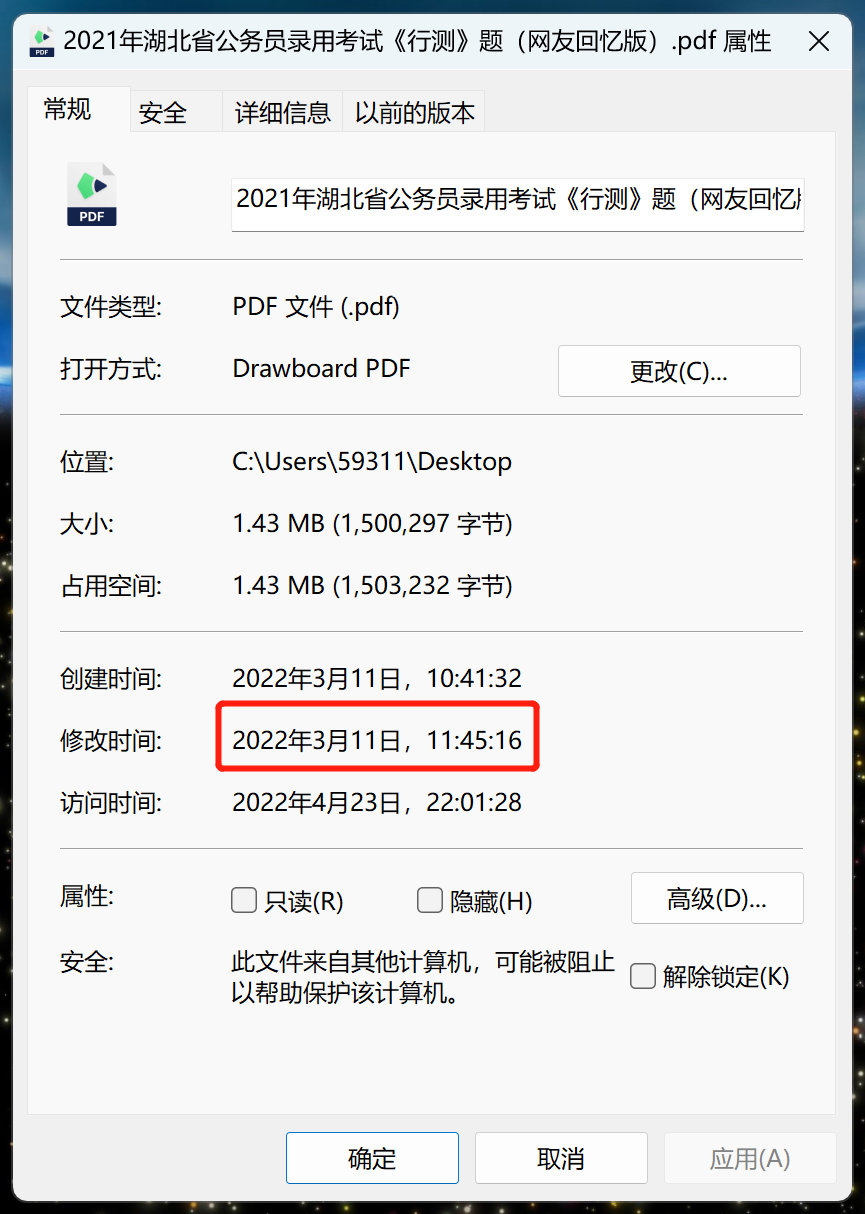 2021年湖北省公务员录用考试《行测》题（网友回忆版）.pdf 属性
常规 安全 详细信息 以前的版本
PDF
2021年湖北省公务员录用考试《行测》题（网友回忆
文件类型: PDF 文件 (.pdf)
打开方式: Drawboard PDF 更改(C)...
位置: C:\Users\59311\Desktop
大小: 1.43 MB (1,500,297 字节)
占用空间: 1.43 MB (1,503,232 字节)
创建时间: 2022年3月11日，10:41:32
修改时间: 2022年3月11日，11:45:16
访问时间: 2022年4月23日，22:01:28
属性: 只读(R) 隐藏(H) 高级(D)...
安全: 此文件来自其他计算机，可能被阻止
以帮助保护该计算机。 解除锁定(K)
确定 取消 应用(A)